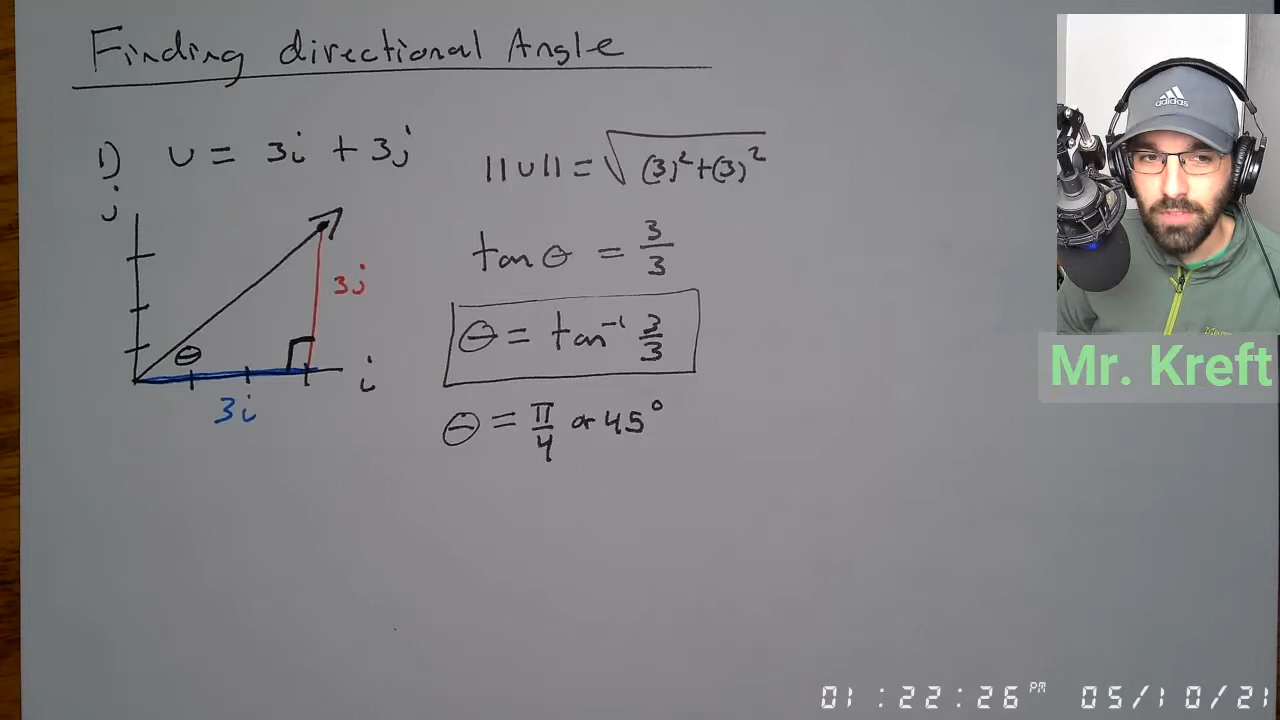 Finding directional Angle
1) u = 3i + 3j
||u|| = √(3)²+(3)²
j
tan θ = 3/3
3j
θ = tan⁻¹ 3/3
θ
i
3i
θ = π/4 or 45°
adidas
Mr. Kreft
01:22:26 PM 05/10/21